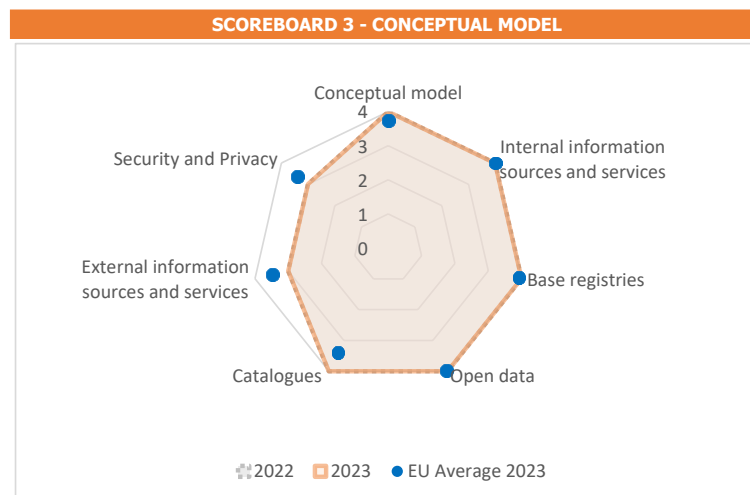 SCOREBOARD 3 - CONCEPTUAL MODEL
Conceptual model
4
3
2
1
0
Internal information
sources and services
Security and Privacy
External information
sources and services
Base registries
Catalogues
Open data
2022
2023
EU Average 2023